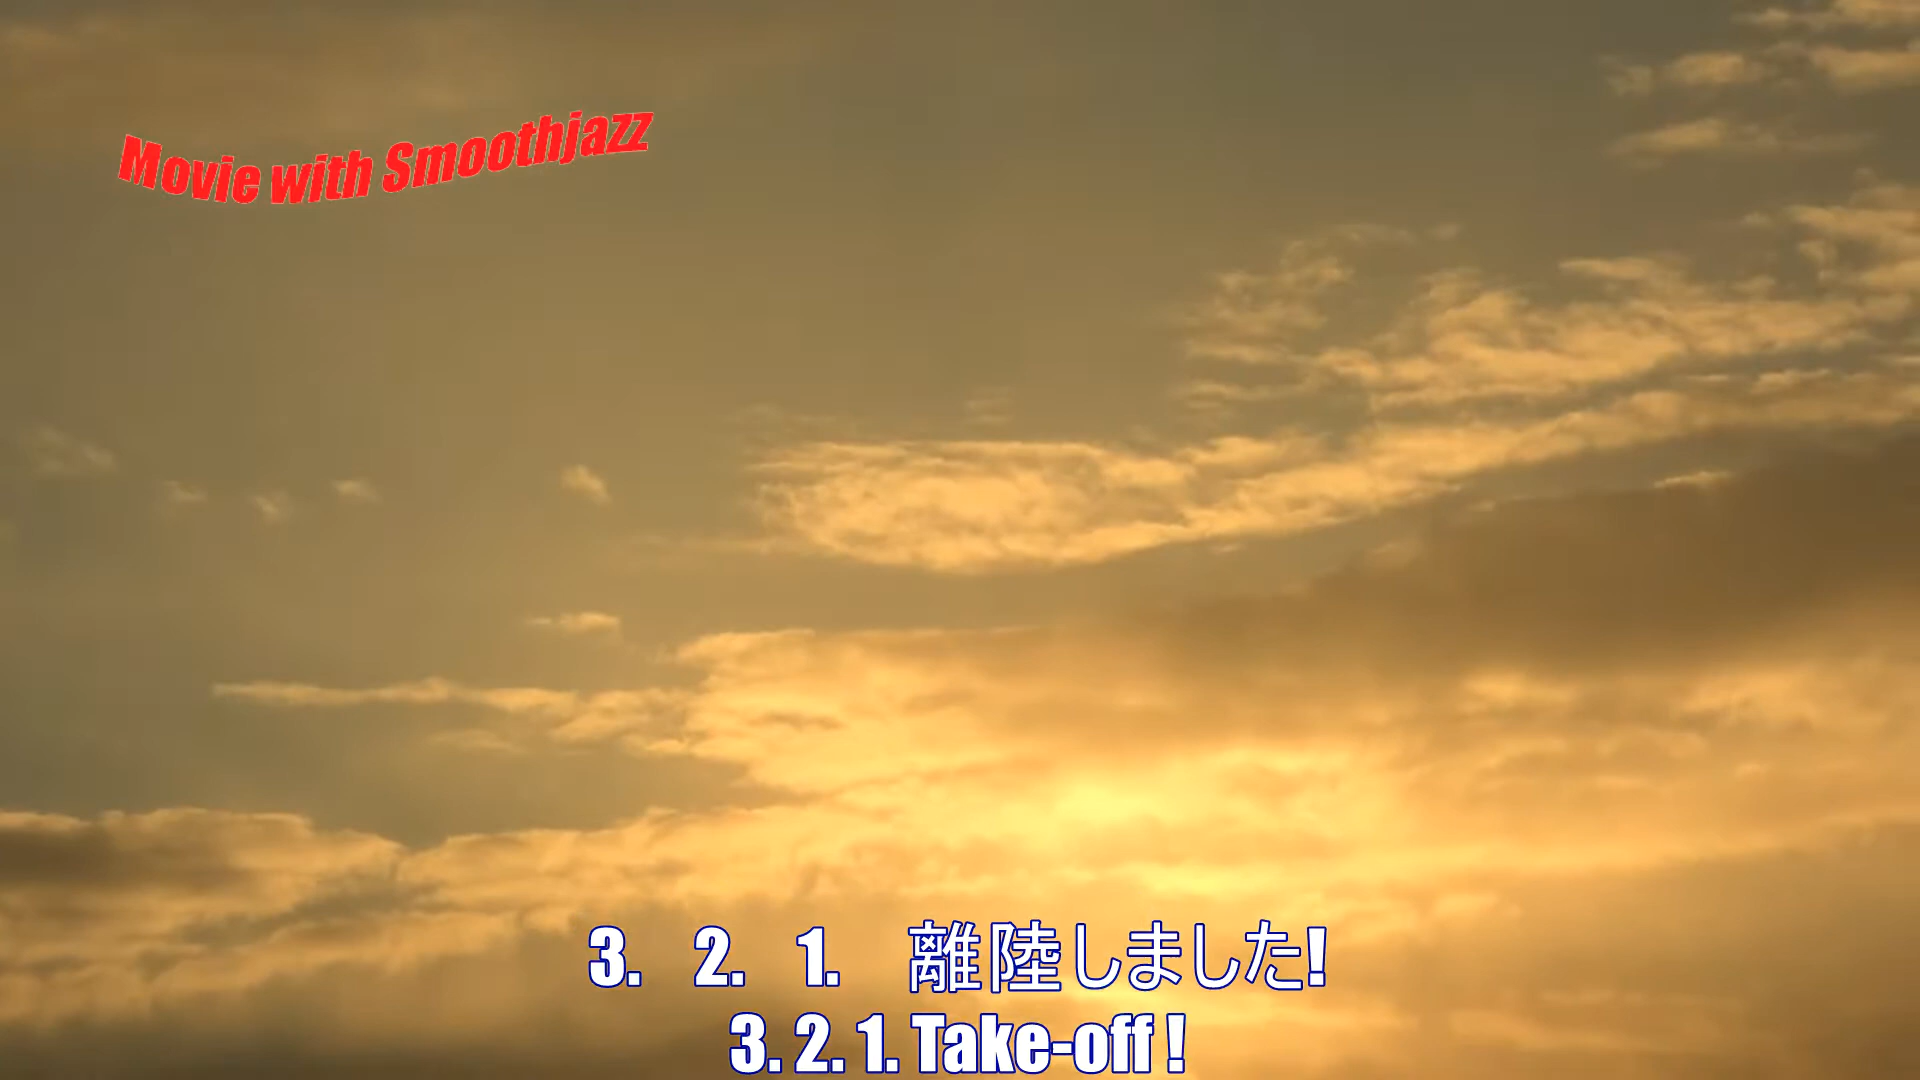 Movie with Smoothjazz
3. 2. 1. 離陸しました!
3. 2. 1. Take-off !